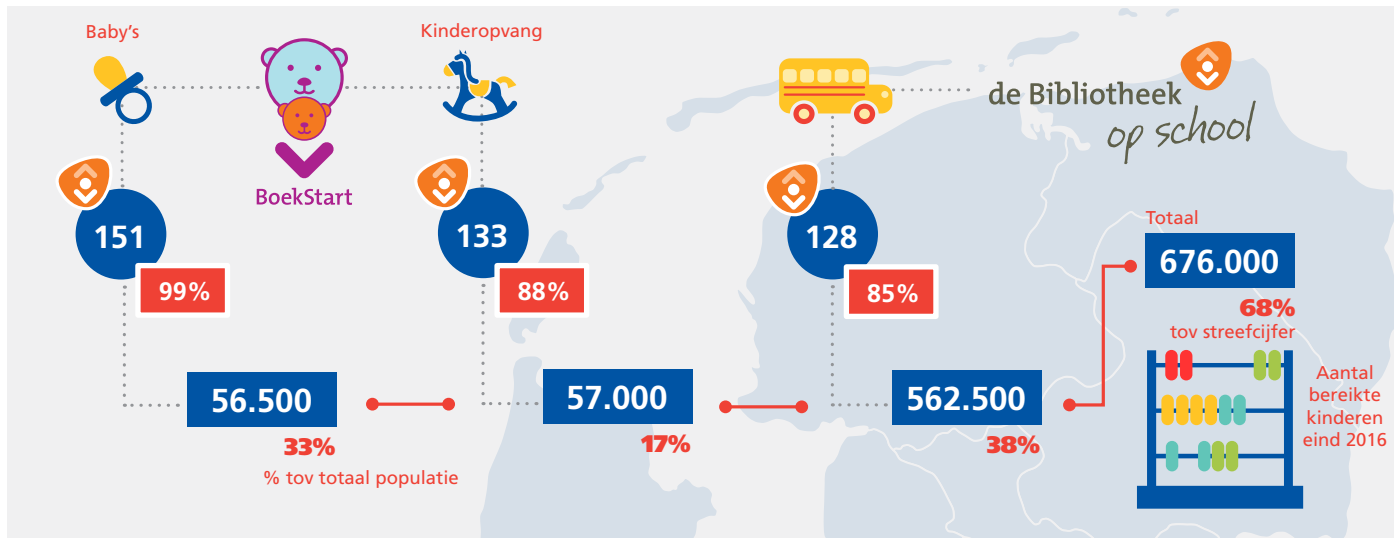 Baby's
BoekStart
Kinderopvang
de Bibliotheek
op school
151
99%
133
88%
128
85%
56.500
33%
% tov totaal populatie
57.000
17%
562.500
38%
Totaal
676.000
68%
tov streefcijfer
Aantal
bereikte
kinderen
eind 2016